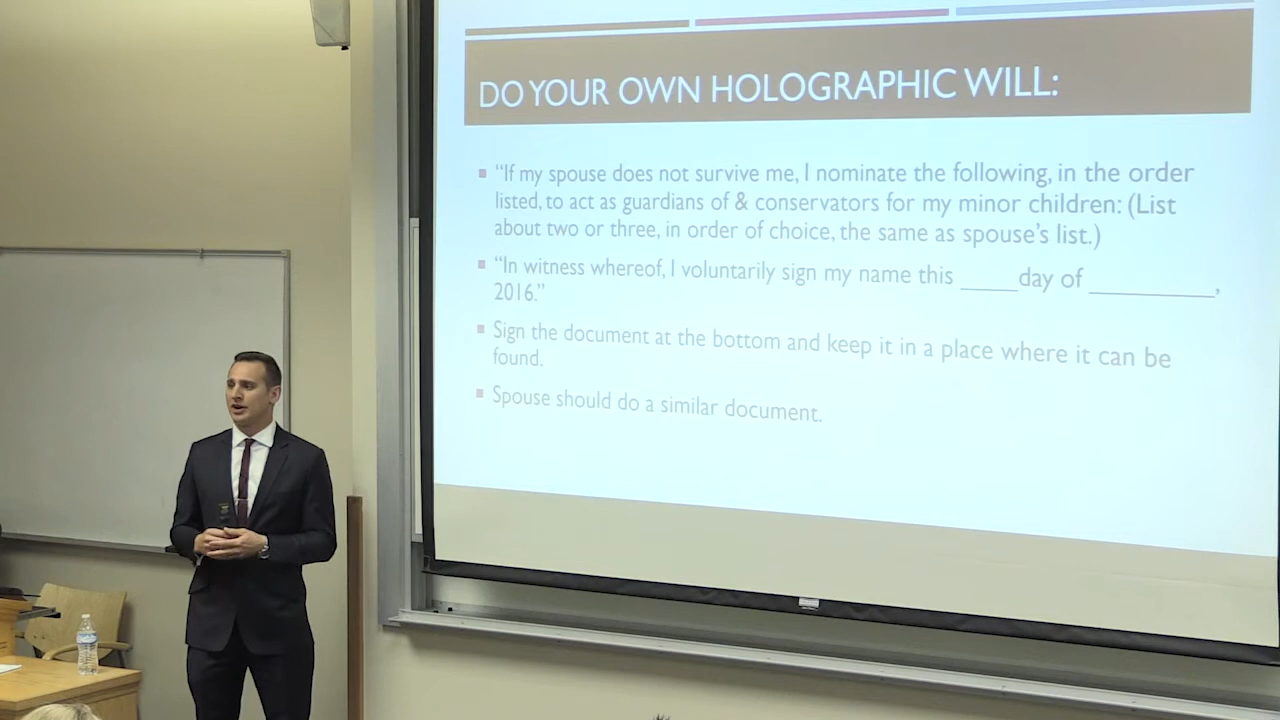 DO YOUR OWN HOLOGRAPHIC WILL:
"If my spouse does not survive me, I nominate the following, in the order
listed, to act as guardians of & conservators for my minor children: (List
about two or three, in order of choice, the same as spouse's list.)
"In witness whereof, I voluntarily sign my name this _____day of __________,
2016."
Sign the document at the bottom and keep it in a place where it can be
found.
Spouse should do a similar document.